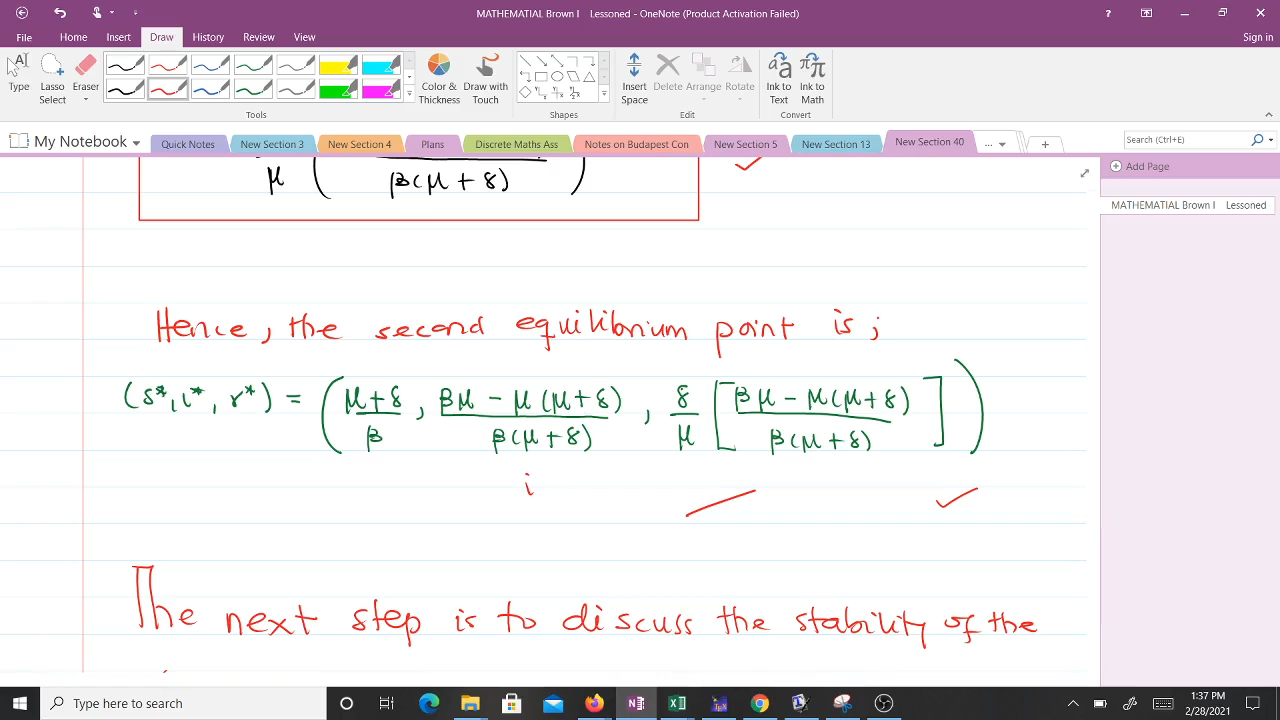 MATHEMATIAL Brown I Lessoned - OneNote (Product Activation Failed)
File Home Insert Draw History Review View Sign in
Type Lasso Select Eraser Color & Thickness Draw with Touch Insert Space Delete Arrange Rotate Ink to Text Ink to Math
Tools Shapes Edit Convert
My Notebook Quick Notes New Section 3 New Section 4 Plans Discrete Maths Ass Notes on Budapest Con New Section 5 New Section 13 New Section 40 ... Search (Ctrl+E)
Add Page
MATHEMATIAL Brown I Lessoned
μ ( β(μ + δ) )
Hence, the second equilibrium point is ;
(s*, i*, r*) = ( (μ+δ)/β , (βμ - μ(μ+δ))/(β(μ+δ)) , δ/μ [ (βμ - μ(μ+δ))/(β(μ+δ)) ] )
i
The next step is to discuss the stability of the
Type here to search
1:37 PM
2/28/2021